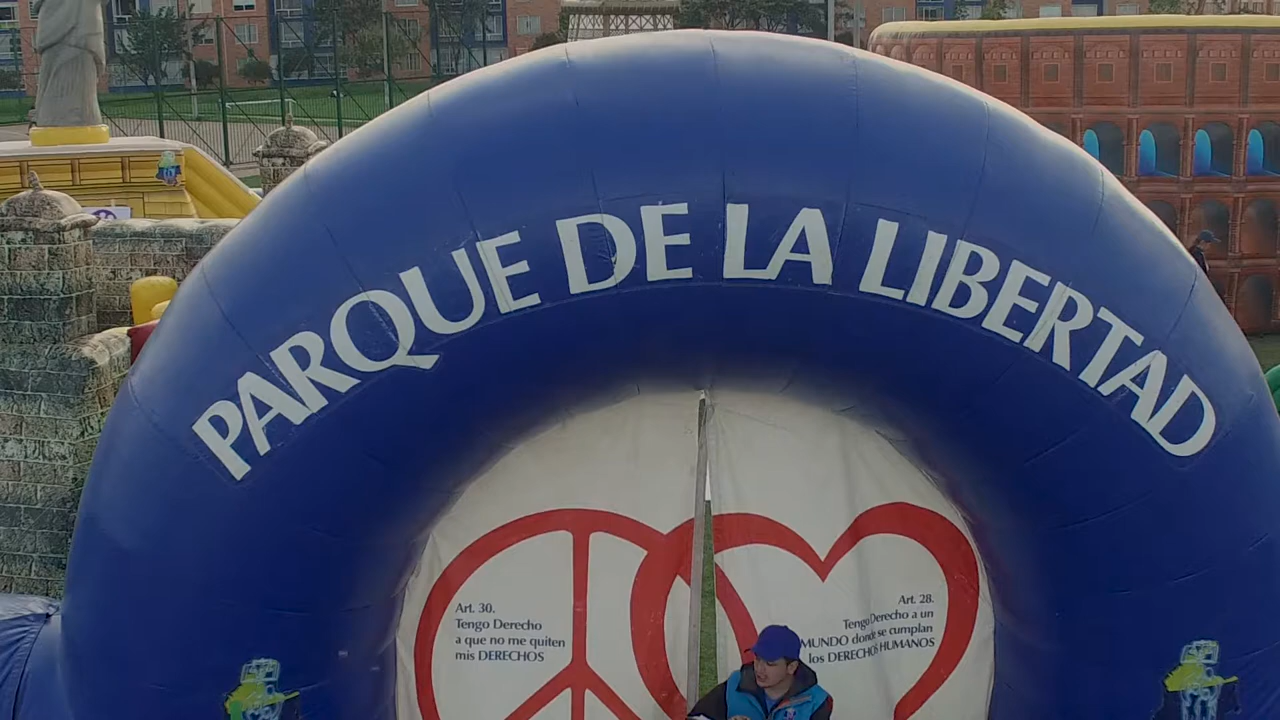 PARQUE DE LA LIBERTAD
Art. 30.
Tengo Derecho
a que no me quiten
mis DERECHOS
Art. 28.
Tengo Derecho a un
MUNDO donde se cumplan
los DERECHOS HUMANOS